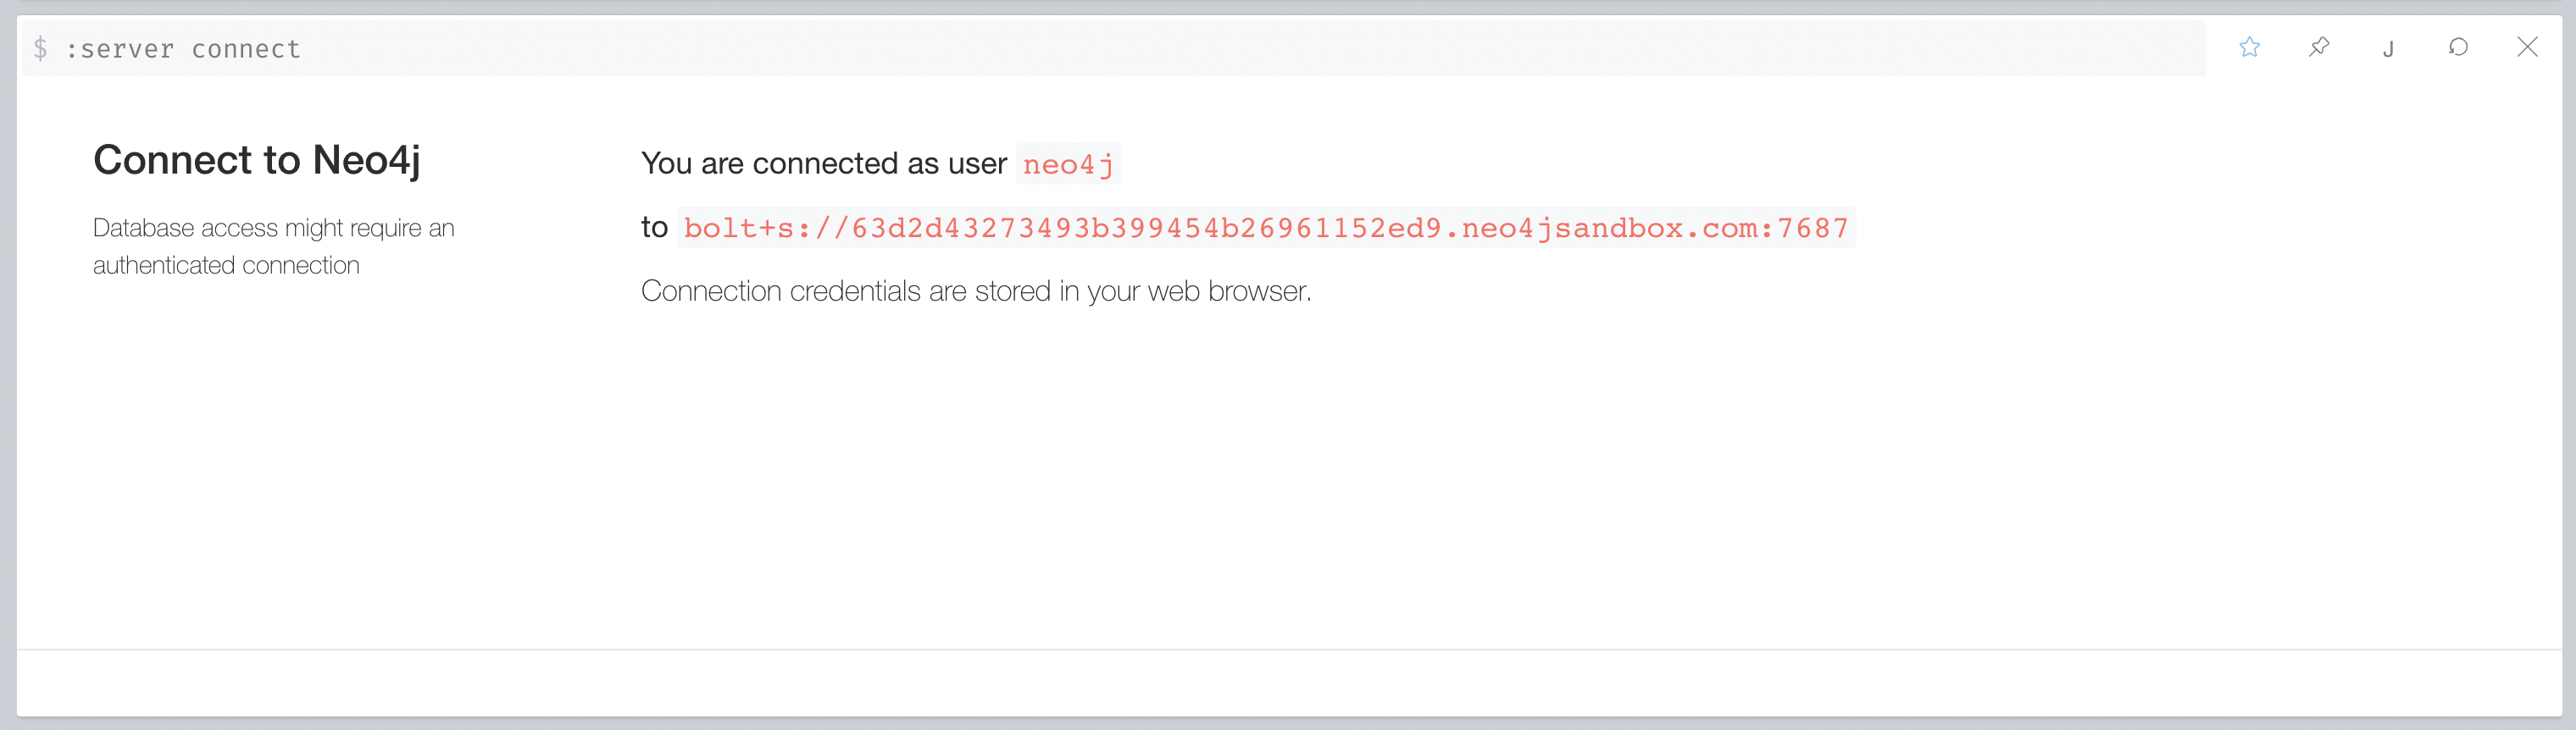 $ :server connect
Connect to Neo4j
Database access might require an
authenticated connection
You are connected as user neo4j
to bolt+s://63d2d43273493b399454b26961152ed9.neo4jsandbox.com:7687
Connection credentials are stored in your web browser.